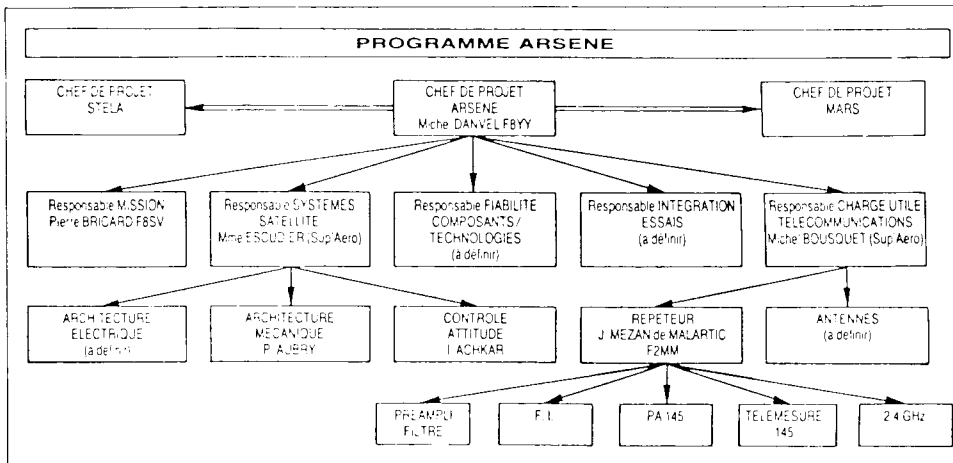 PROGRAMME ARSENE
CHEF DE PROJET
STELA
CHEF DE PROJET
ARSENE
Michel DANVEL F8YY
CHEF DE PROJET
MARS
Responsable MISSION
Pierre BRICARD F8SV
Responsable SYSTEMES
SATELLITE
Mme ESCUDIER (Sup'Aero)
Responsable FIABILITE
COMPOSANTS/
TECHNOLOGIES
(à définir)
Responsable INTEGRATION
ESSAIS
(à définir)
Responsable CHARGE UTILE
TELECOMMUNICATIONS
Michel BOUSQUET (Sup'Aero)
ARCHITECTURE
ELECTRIQUE
(à définir)
ARCHITECTURE
MECANIQUE
P. AUBRY
CONTROLE
ATTITUDE
I. ACHKAR
REPETEUR
J. MEZAN de MALARTIC
F2MM
ANTENNES
(à définir)
PREAMPLI
FILTRE
F.I.
PA 145
TELEMESURE
145
2.4 GHz